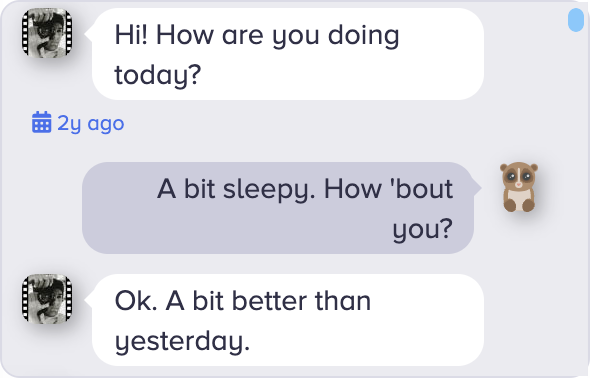 Hi! How are you doing
today?
2y ago
A bit sleepy. How 'bout
you?
Ok. A bit better than
yesterday.